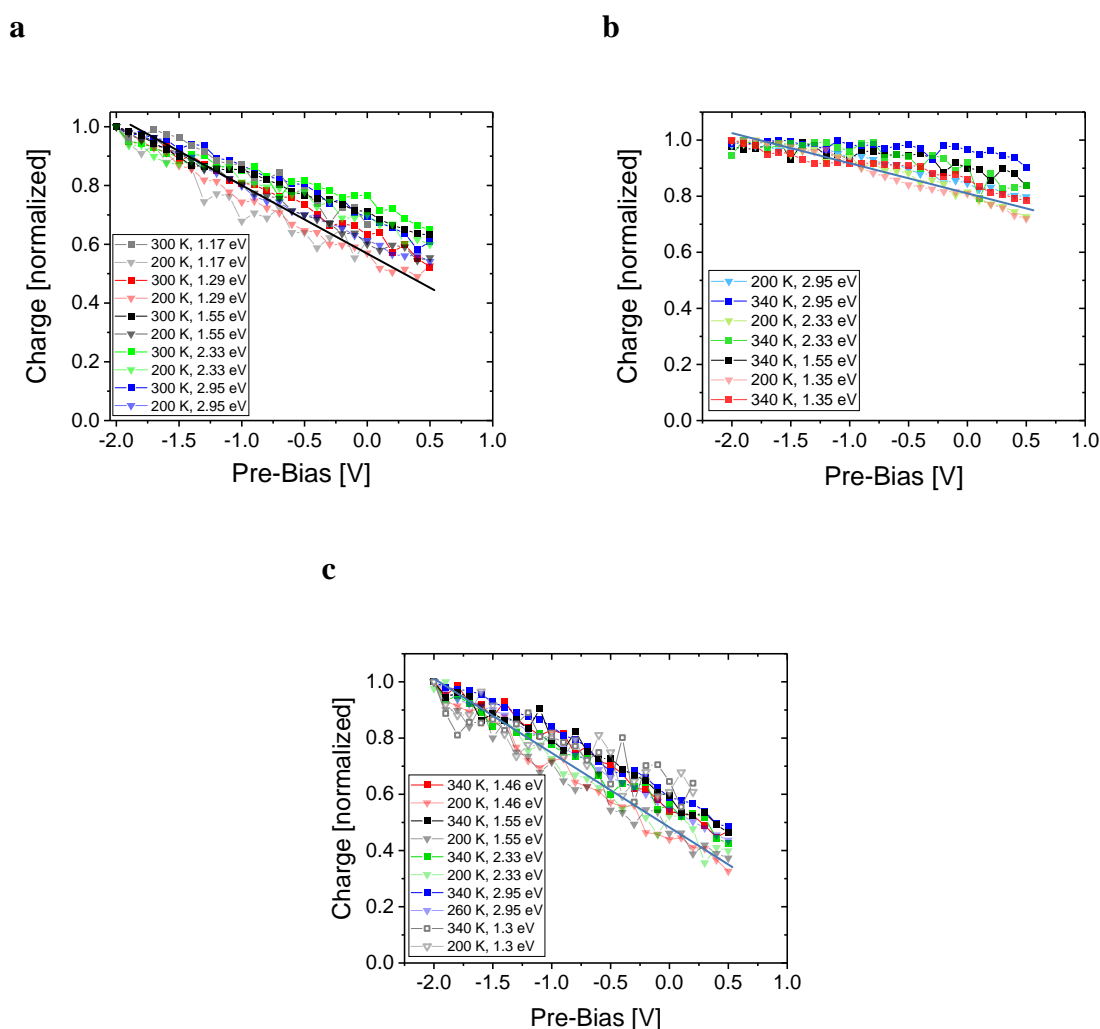 a
b
Charge [normalized]
1.0
0.8
0.6
0.4
0.2
0.0
300 K, 1.17 eV
200 K, 1.17 eV
300 K, 1.29 eV
200 K, 1.29 eV
300 K, 1.55 eV
200 K, 1.55 eV
300 K, 2.33 eV
200 K, 2.33 eV
300 K, 2.95 eV
200 K, 2.95 eV
-2.0 -1.5 -1.0 -0.5 0.0 0.5 1.0
Pre-Bias [V]
Charge [normalized]
1.0
0.8
0.6
0.4
0.2
0.0
200 K, 2.95 eV
340 K, 2.95 eV
200 K, 2.33 eV
340 K, 2.33 eV
340 K, 1.55 eV
200 K, 1.35 eV
340 K, 1.35 eV
-2.0 -1.5 -1.0 -0.5 0.0 0.5 1.0
Pre-Bias [V]
c
Charge [normalized]
1.0
0.8
0.6
0.4
0.2
0.0
340 K, 1.46 eV
200 K, 1.46 eV
340 K, 1.55 eV
200 K, 1.55 eV
340 K, 2.33 eV
200 K, 2.33 eV
340 K, 2.95 eV
260 K, 2.95 eV
340 K, 1.3 eV
200 K, 1.3 eV
-2.0 -1.5 -1.0 -0.5 0.0 0.5 1.0
Pre-Bias [V]